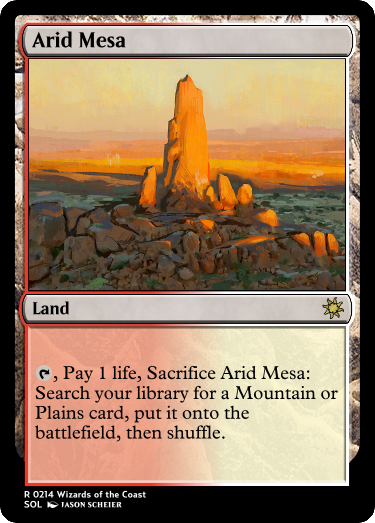 Arid Mesa
Land
, Pay 1 life, Sacrifice Arid Mesa:
Search your library for a Mountain or
Plains card, put it onto the
battlefield, then shuffle.
R 0214 Wizards of the Coast
SOL JASON SCHEIER